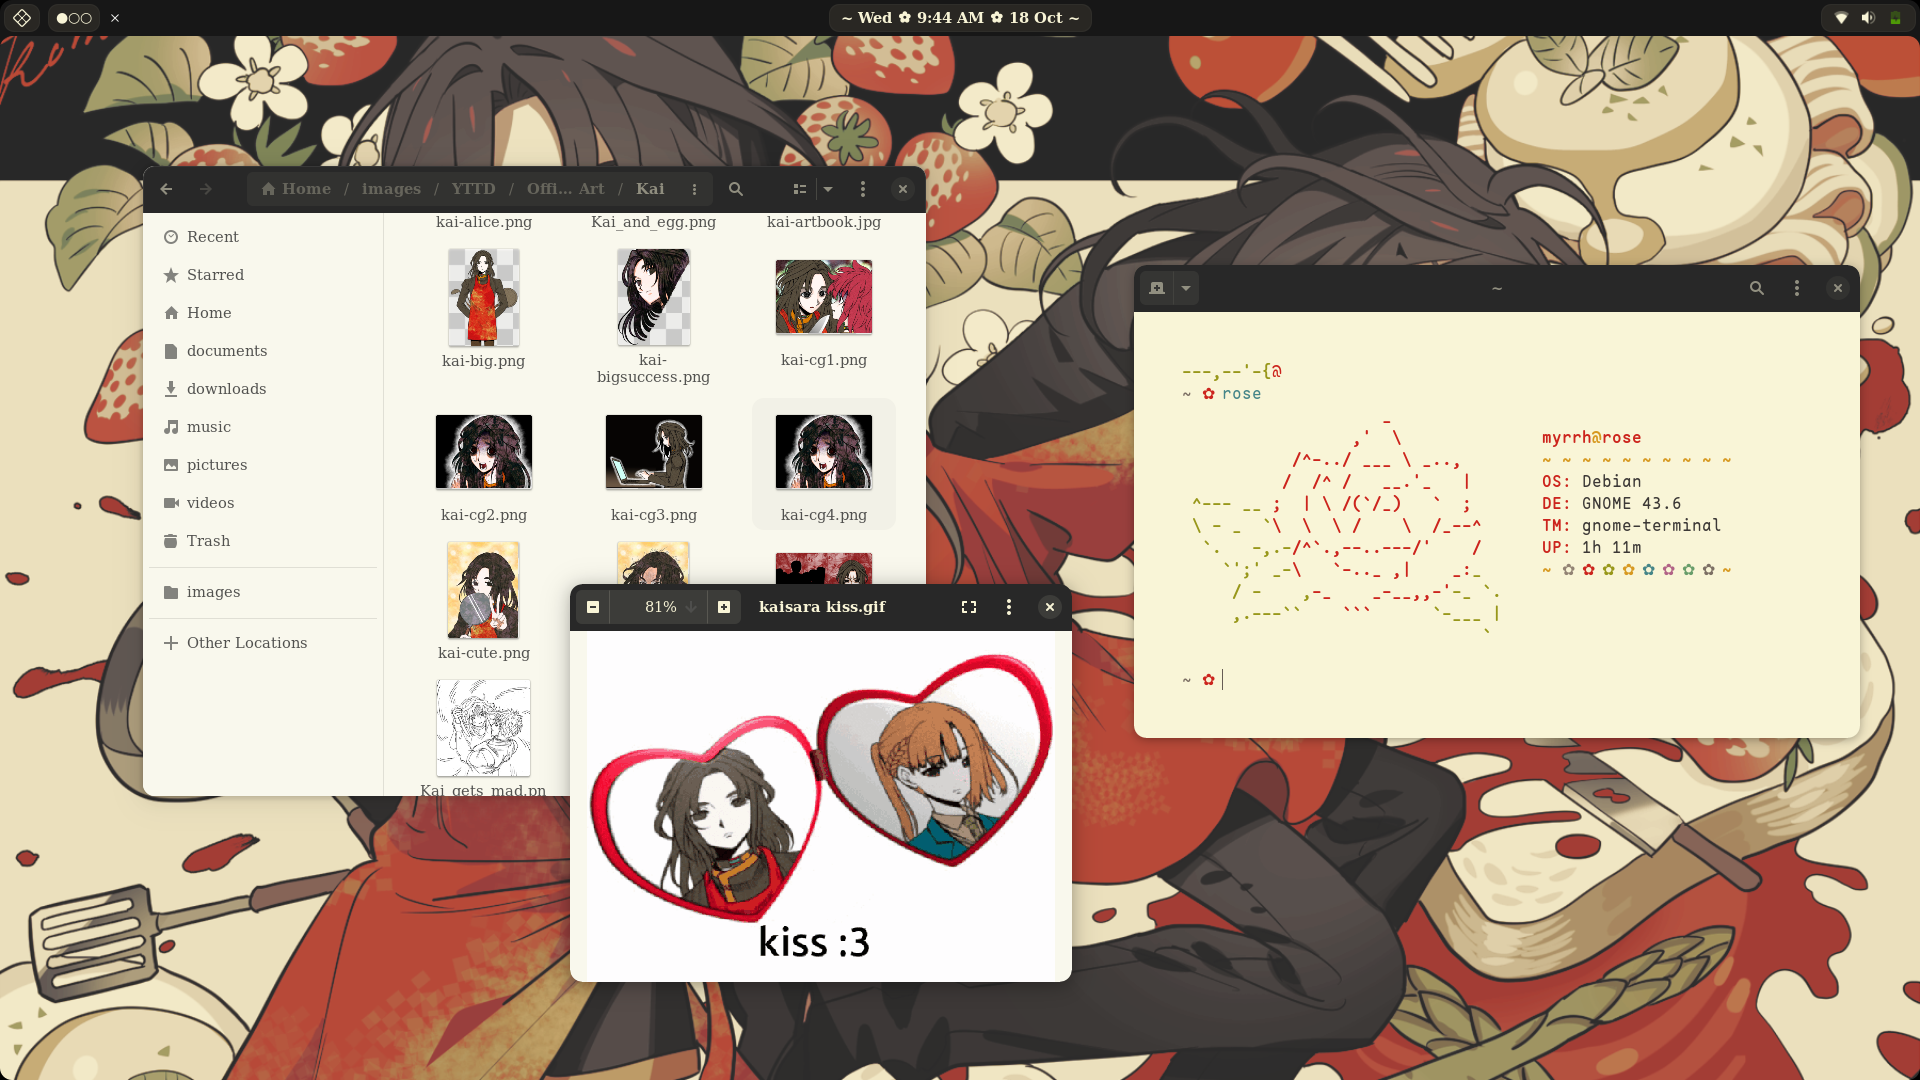 ~ Wed ✿ 9:44 AM ✿ 18 Oct ~
Home / images / YTTD / Offi... Art / Kai
Recent
Starred
Home
documents
downloads
music
pictures
videos
Trash
images
Other Locations
kai-alice.png
Kai_and_egg.png
kai-artbook.jpg
kai-big.png
kai-
bigsuccess.png
kai-cg1.png
kai-cg2.png
kai-cg3.png
kai-cg4.png
kai-cute.png
Kai_gets_mad.pn
81%
kaisara kiss.gif
kiss :3
~
---,--'-{@
~ ✿ rose
myrrh@rose
~ ~ ~ ~ ~ ~ ~ ~ ~ ~
OS: Debian
DE: GNOME 43.6
TM: gnome-terminal
UP: 1h 11m
~ ✿ ✿ ✿ ✿ ✿ ✿ ✿ ✿ ~
~ ✿